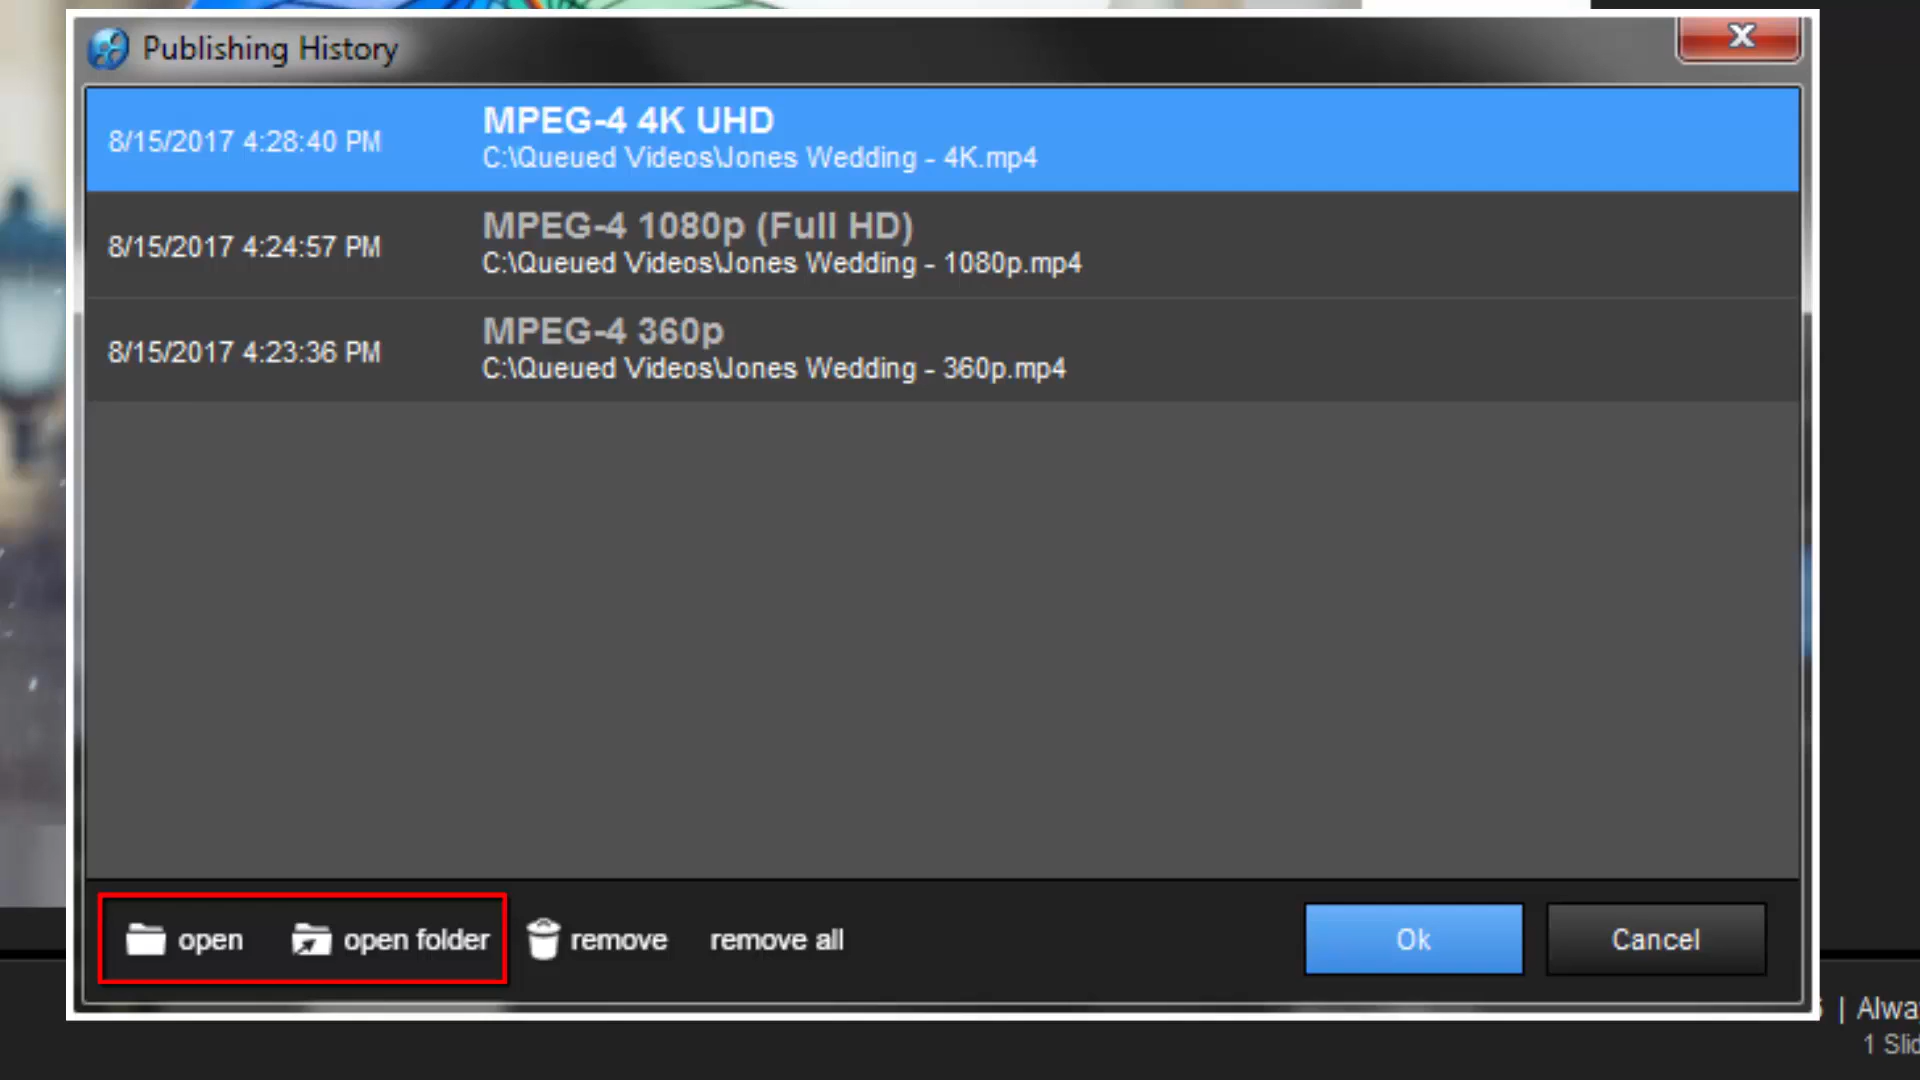 Publishing History
8/15/2017 4:28:40 PM
MPEG-4 4K UHD
C:\Queued Videos\Jones Wedding - 4K.mp4
8/15/2017 4:24:57 PM
MPEG-4 1080p (Full HD)
C:\Queued Videos\Jones Wedding - 1080p.mp4
8/15/2017 4:23:36 PM
MPEG-4 360p
C:\Queued Videos\Jones Wedding - 360p.mp4
open open folder remove remove all Ok Cancel
| Alwa
1 Slid